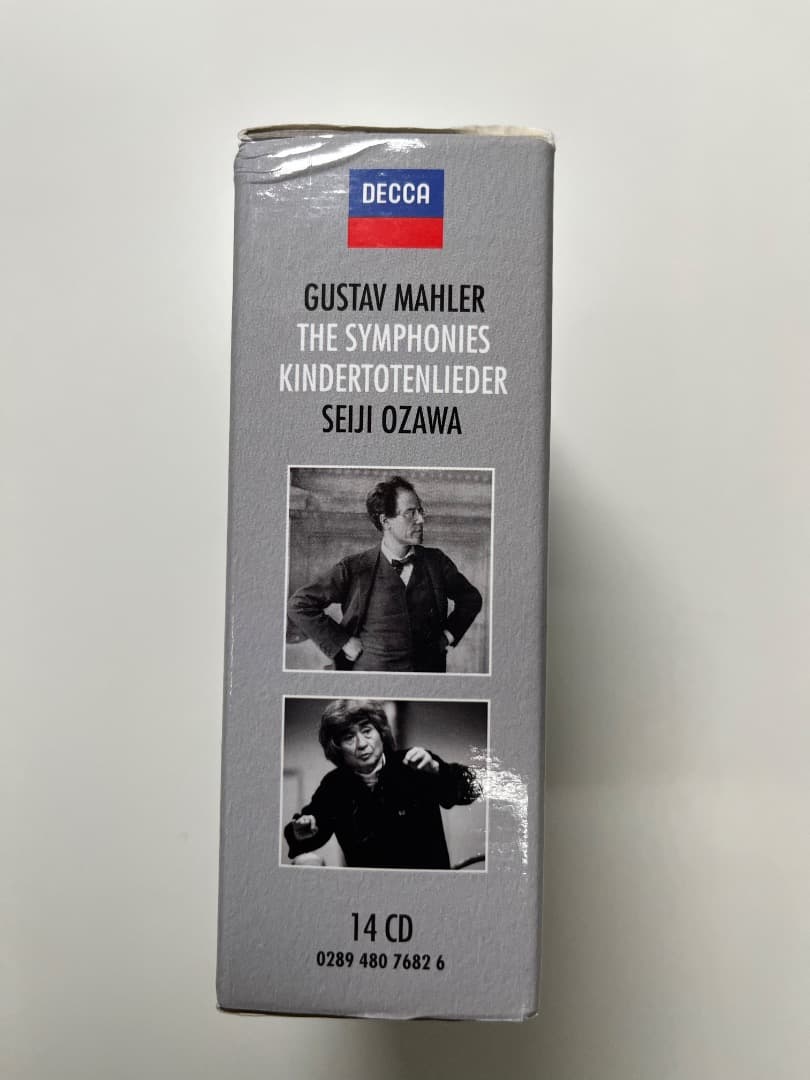 DECCA
GUSTAV MAHLER
THE SYMPHONIES
KINDERTOTENLIEDER
SEIJI OZAWA
14 CD
0289 480 7682 6